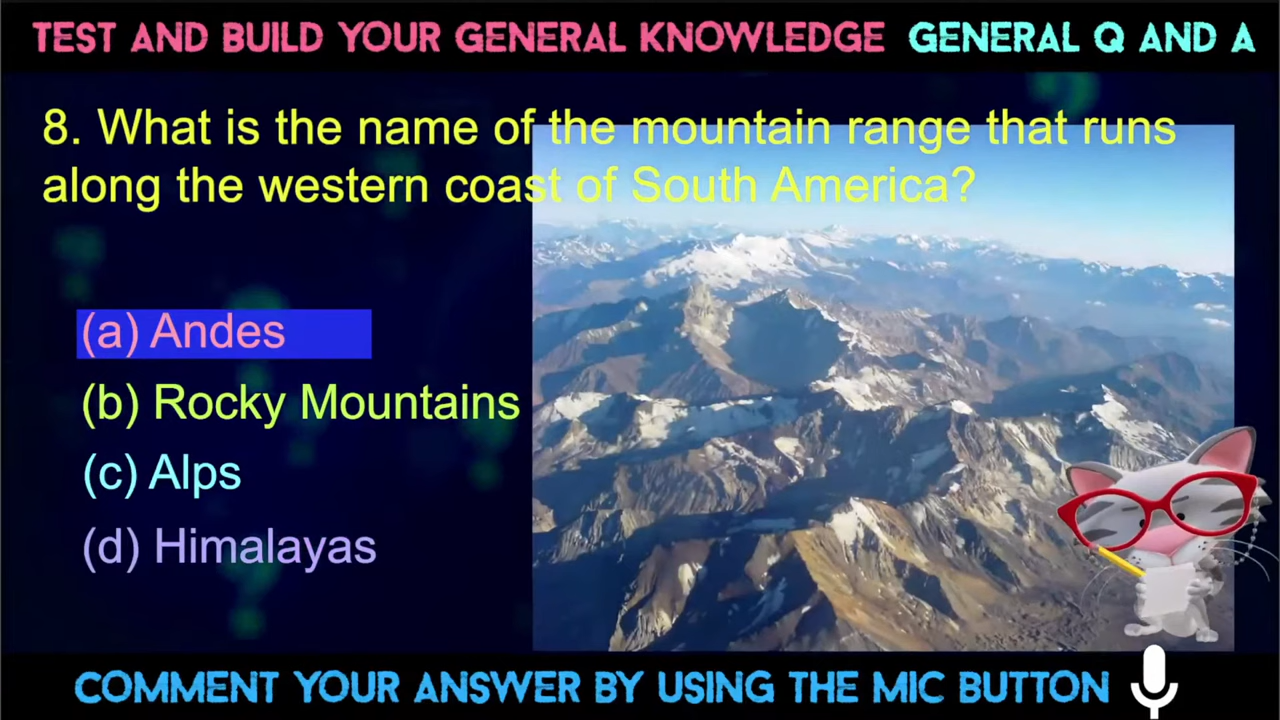 TEST AND BUILD YOUR GENERAL KNOWLEDGE GENERAL Q AND A
8. What is the name of the mountain range that runs
along the western coast of South America?
(a) Andes
(b) Rocky Mountains
(c) Alps
(d) Himalayas
COMMENT YOUR ANSWER BY USING THE MIC BUTTON